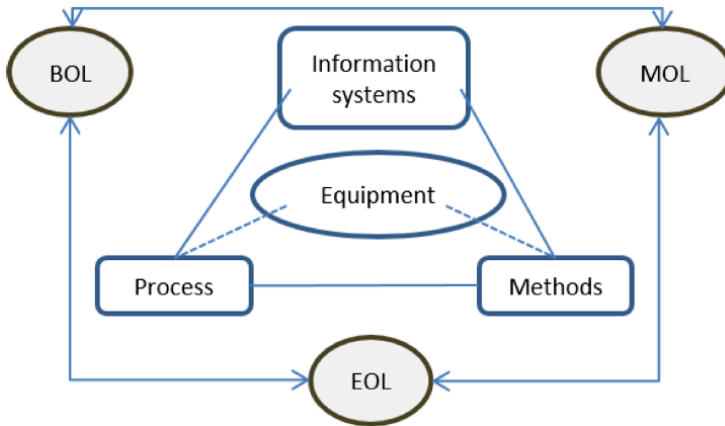 BOL
Information
systems
MOL
Equipment
Process
Methods
EOL